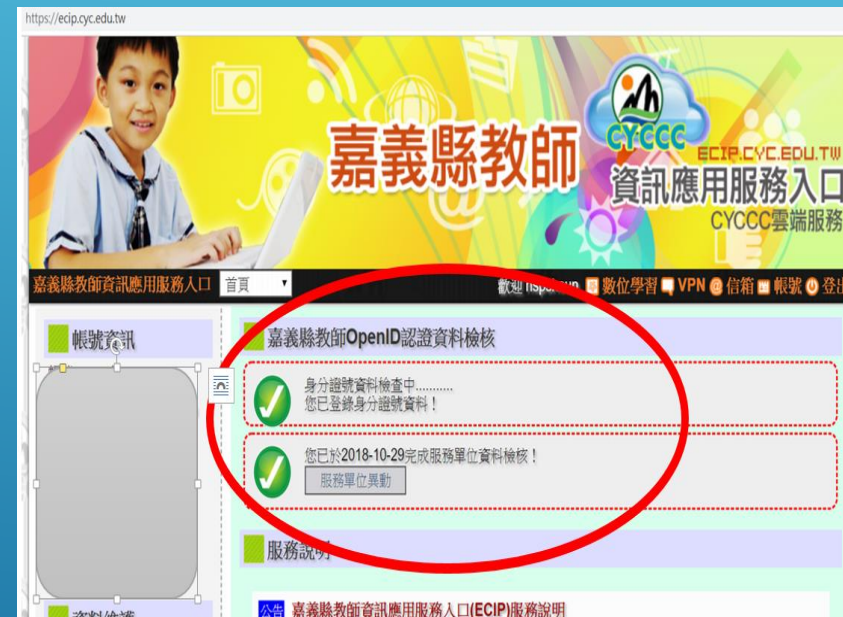 https://ecip.cyc.edu.tw
嘉義縣教師
CYCCC
ECIP.CYC.EDU.TW
資訊應用服務入口
CYCCC雲端服務
嘉義縣教師資訊應用服務入口 首頁 歡迎 數位學習 VPN @ 信箱 帳號 登出
帳號資訊
嘉義縣教師OpenID認證資料檢核
身分證號資料檢查中...........
您已登錄身分證號資料！
您已於2018-10-29完成服務單位資料檢核！
服務單位異動
服務說明
資料維護
公告 嘉義縣教師資訊應用服務入口(ECIP)服務說明